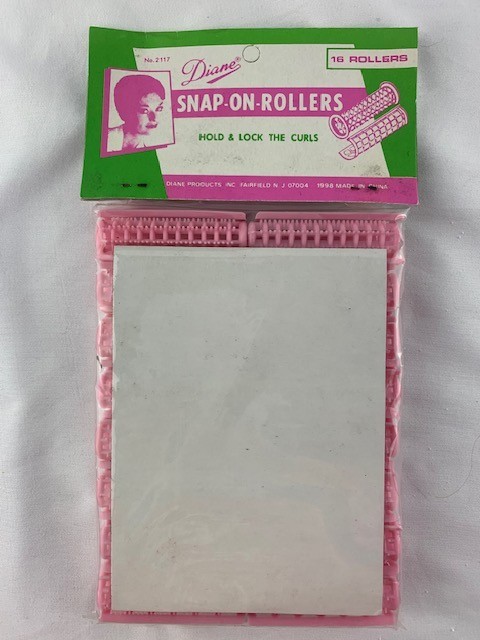 No. 2117
Diane®
16 ROLLERS
SNAP-ON-ROLLERS
HOLD & LOCK THE CURLS
DIANE PRODUCTS INC. FAIRFIELD N. J. 07004 1998 MADE IN CHINA